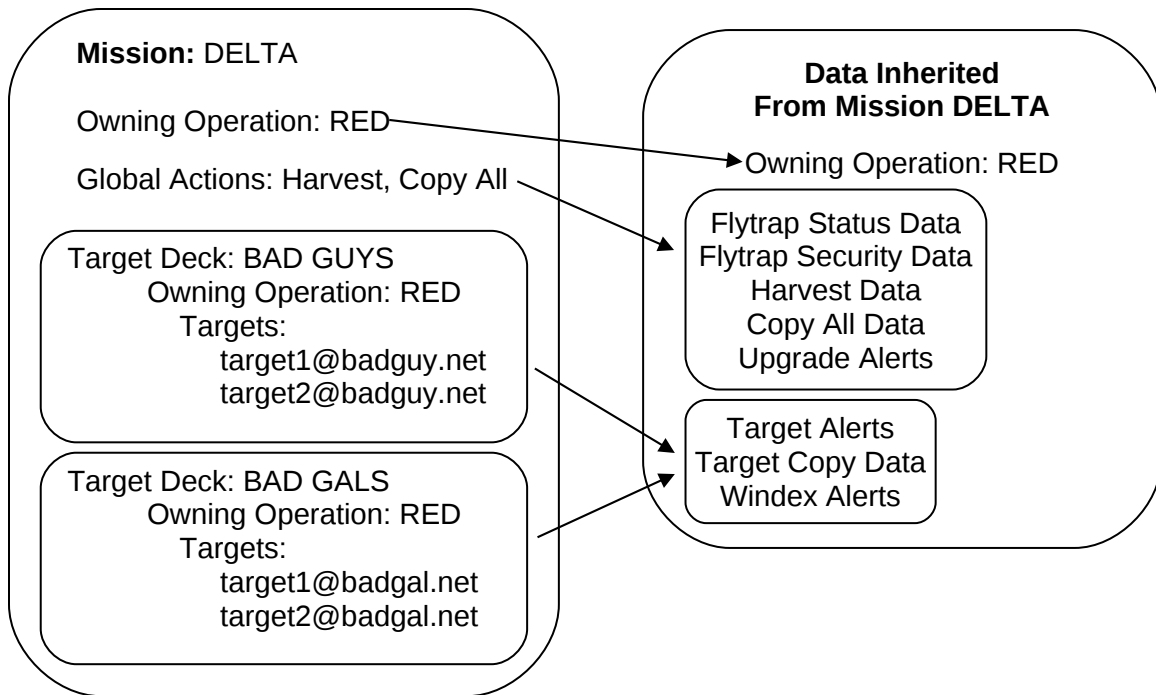 Mission: DELTA
Owning Operation: RED
Global Actions: Harvest, Copy All
Target Deck: BAD GUYS
Owning Operation: RED
Targets:
target1@badguy.net
target2@badguy.net
Target Deck: BAD GALS
Owning Operation: RED
Targets:
target1@badgal.net
target2@badgal.net
Data Inherited
From Mission DELTA
Owning Operation: RED
Flytrap Status Data
Flytrap Security Data
Harvest Data
Copy All Data
Upgrade Alerts
Target Alerts
Target Copy Data
Windex Alerts